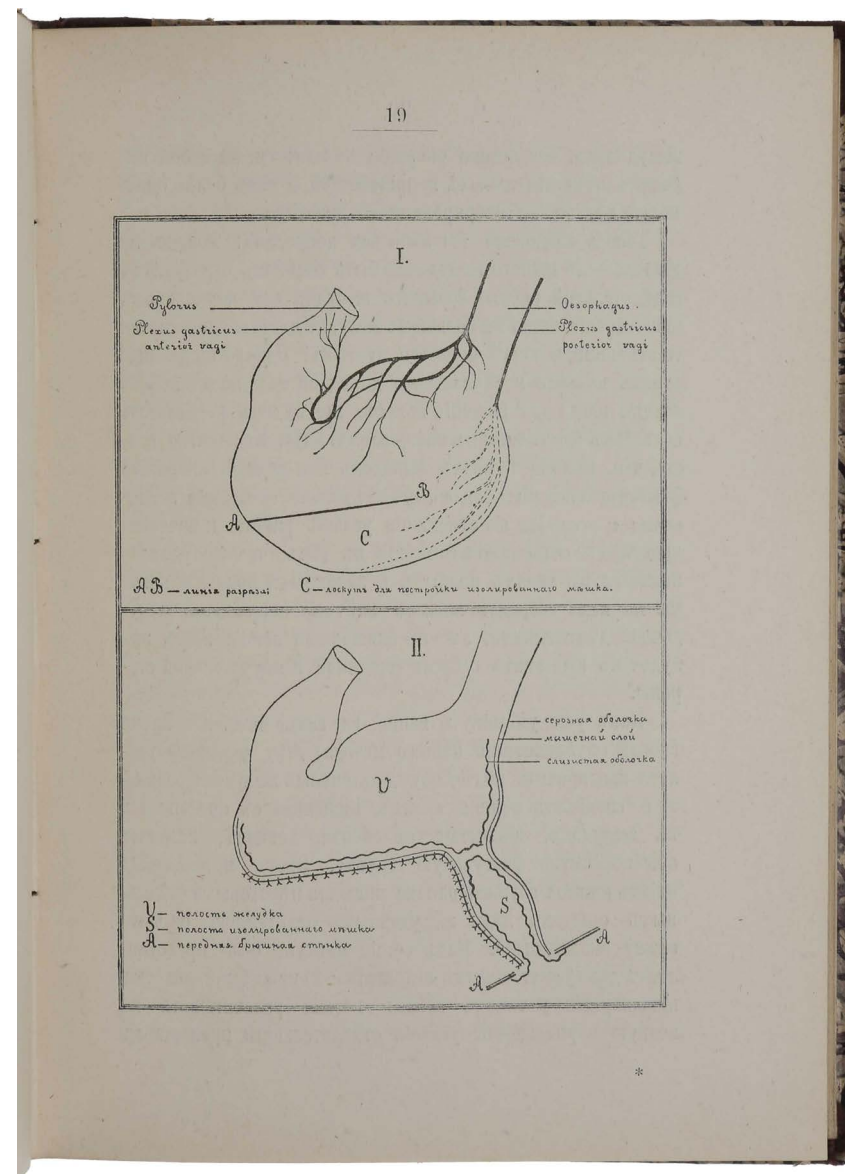 19
I.
Pylorus
Plexus gastricus
anterior vagi
Oesophagus.
Plexus gastricus
posterior vagi
B
A
C
A B — линія разрѣза; C — лоскутъ для постройки изолированнаго мѣшка.
II.
серозная оболочка
мышечный слой
слизистая оболочка
V
S
V — полость желудка
S — полость изолированнаго мѣшка
A — передняя брюшная стѣнка
A
A
*